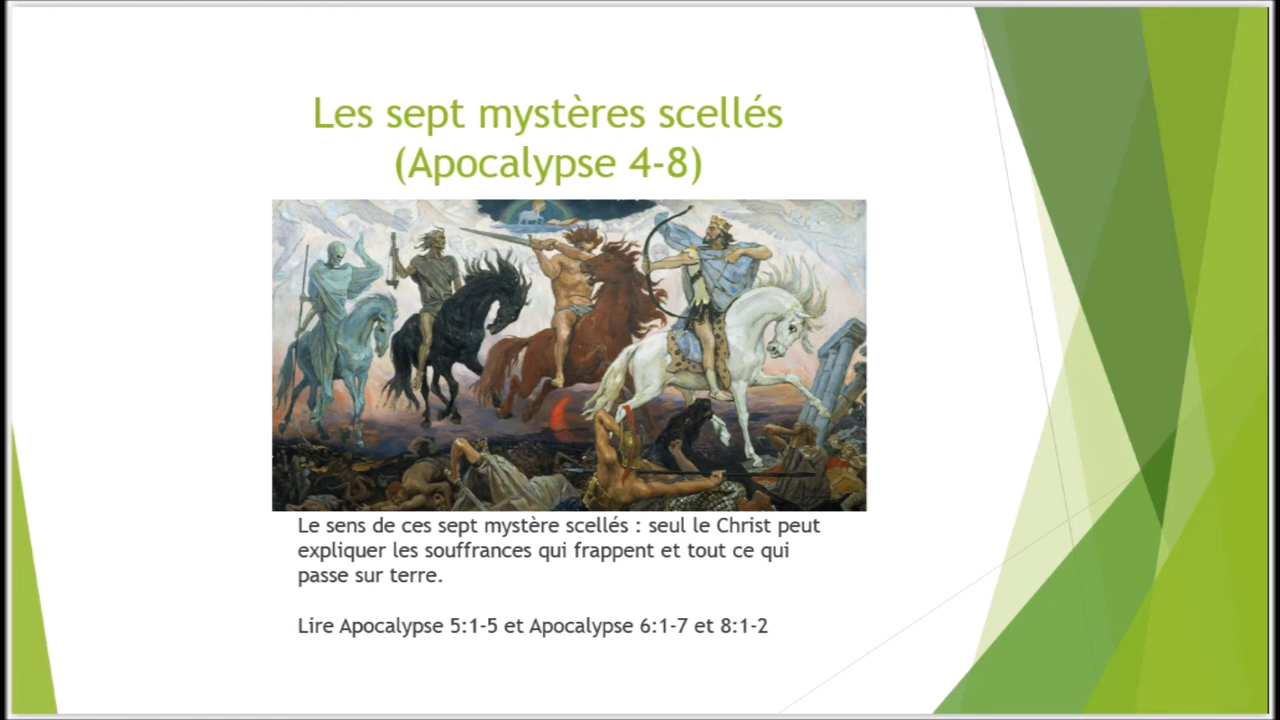 Les sept mystères scellés
(Apocalypse 4-8)
Le sens de ces sept mystère scellés : seul le Christ peut
expliquer les souffrances qui frappent et tout ce qui
passe sur terre.
Lire Apocalypse 5:1-5 et Apocalypse 6:1-7 et 8:1-2